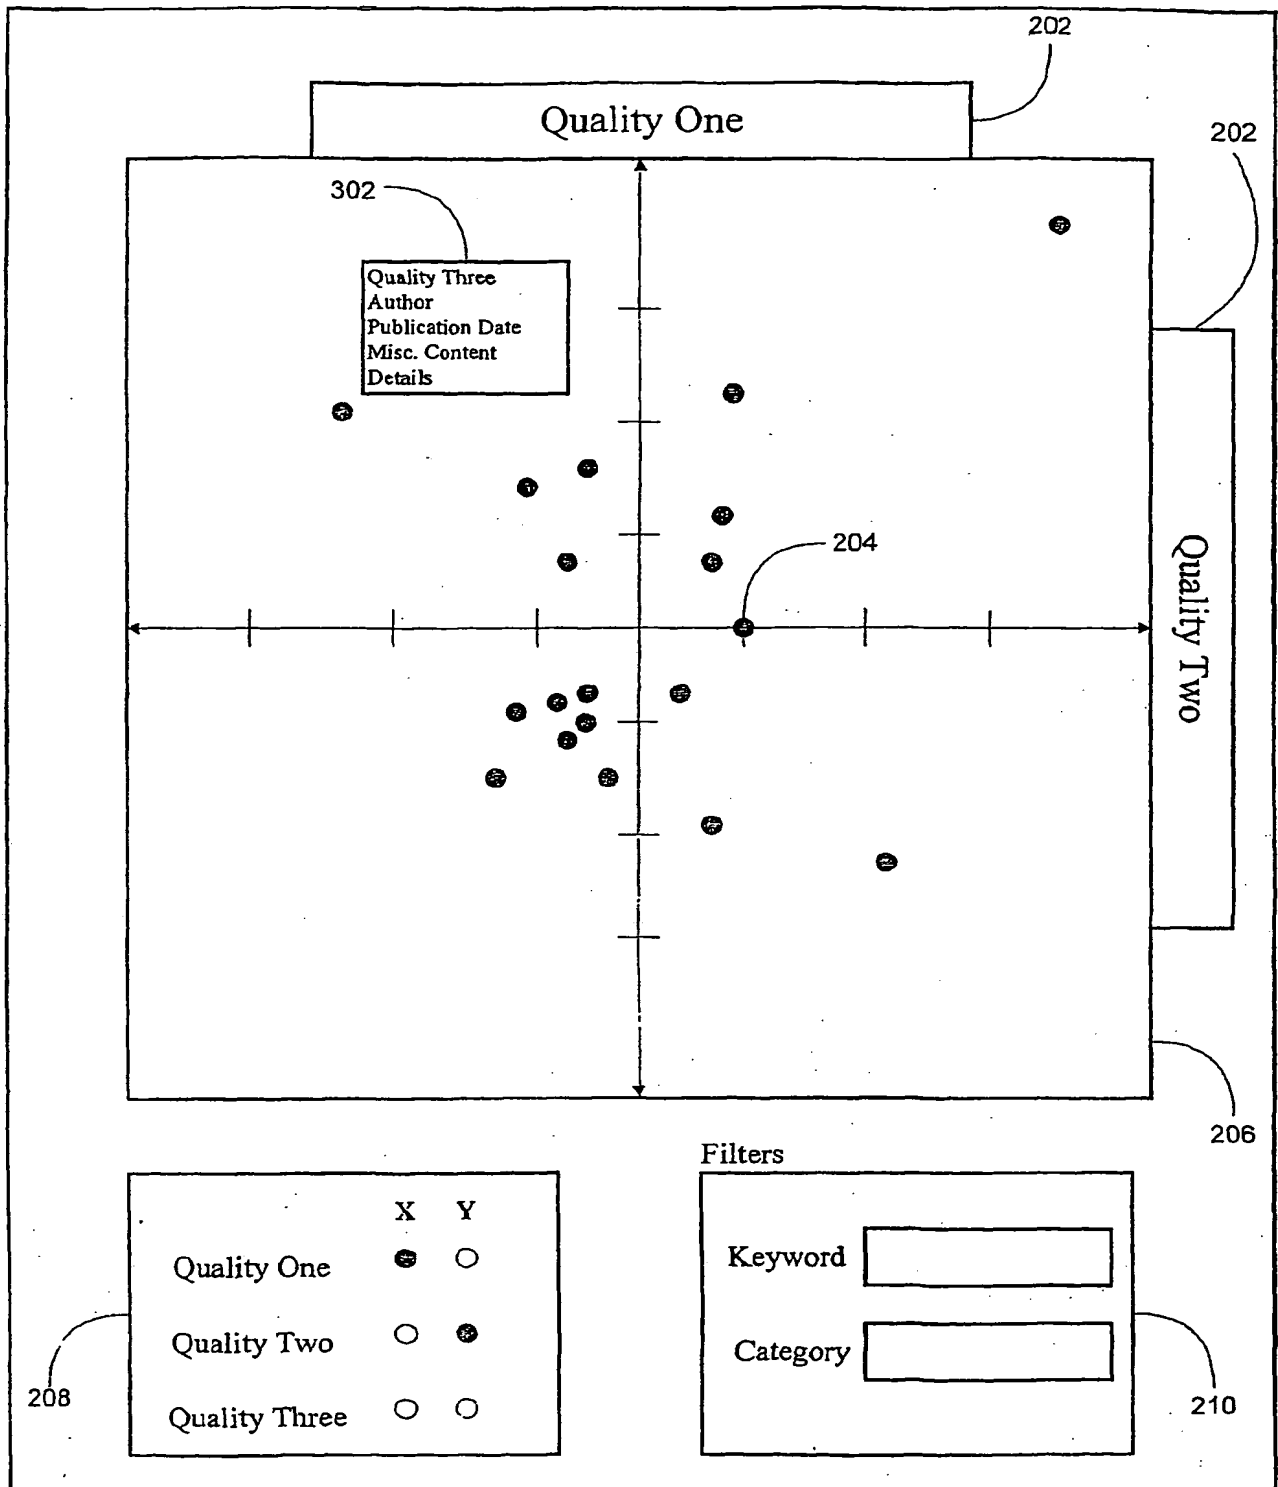 202
Quality One
202
302
Quality Three
Author
Publication Date
Misc. Content
Details
204
Quality Two
206
Filters
X Y
Quality One
Quality Two
Quality Three
208
Keyword
Category
210